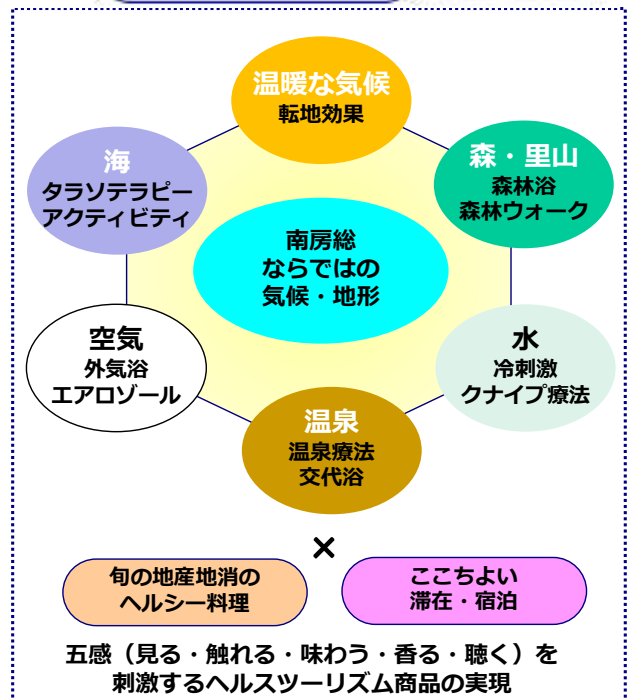 温暖な気候
転地効果
海
タラソテラピー
アクティビティ
森・里山
森林浴
森林ウォーク
南房総
ならではの
気候・地形
空気
外気浴
エアロゾール
水
冷刺激
クナイプ療法
温泉
温泉療法
交代浴
×
旬の地産地消の
ヘルシー料理
ここちよい
滞在・宿泊
五感（見る・触れる・味わう・香る・聴く）を
刺激するヘルスツーリズム商品の実現